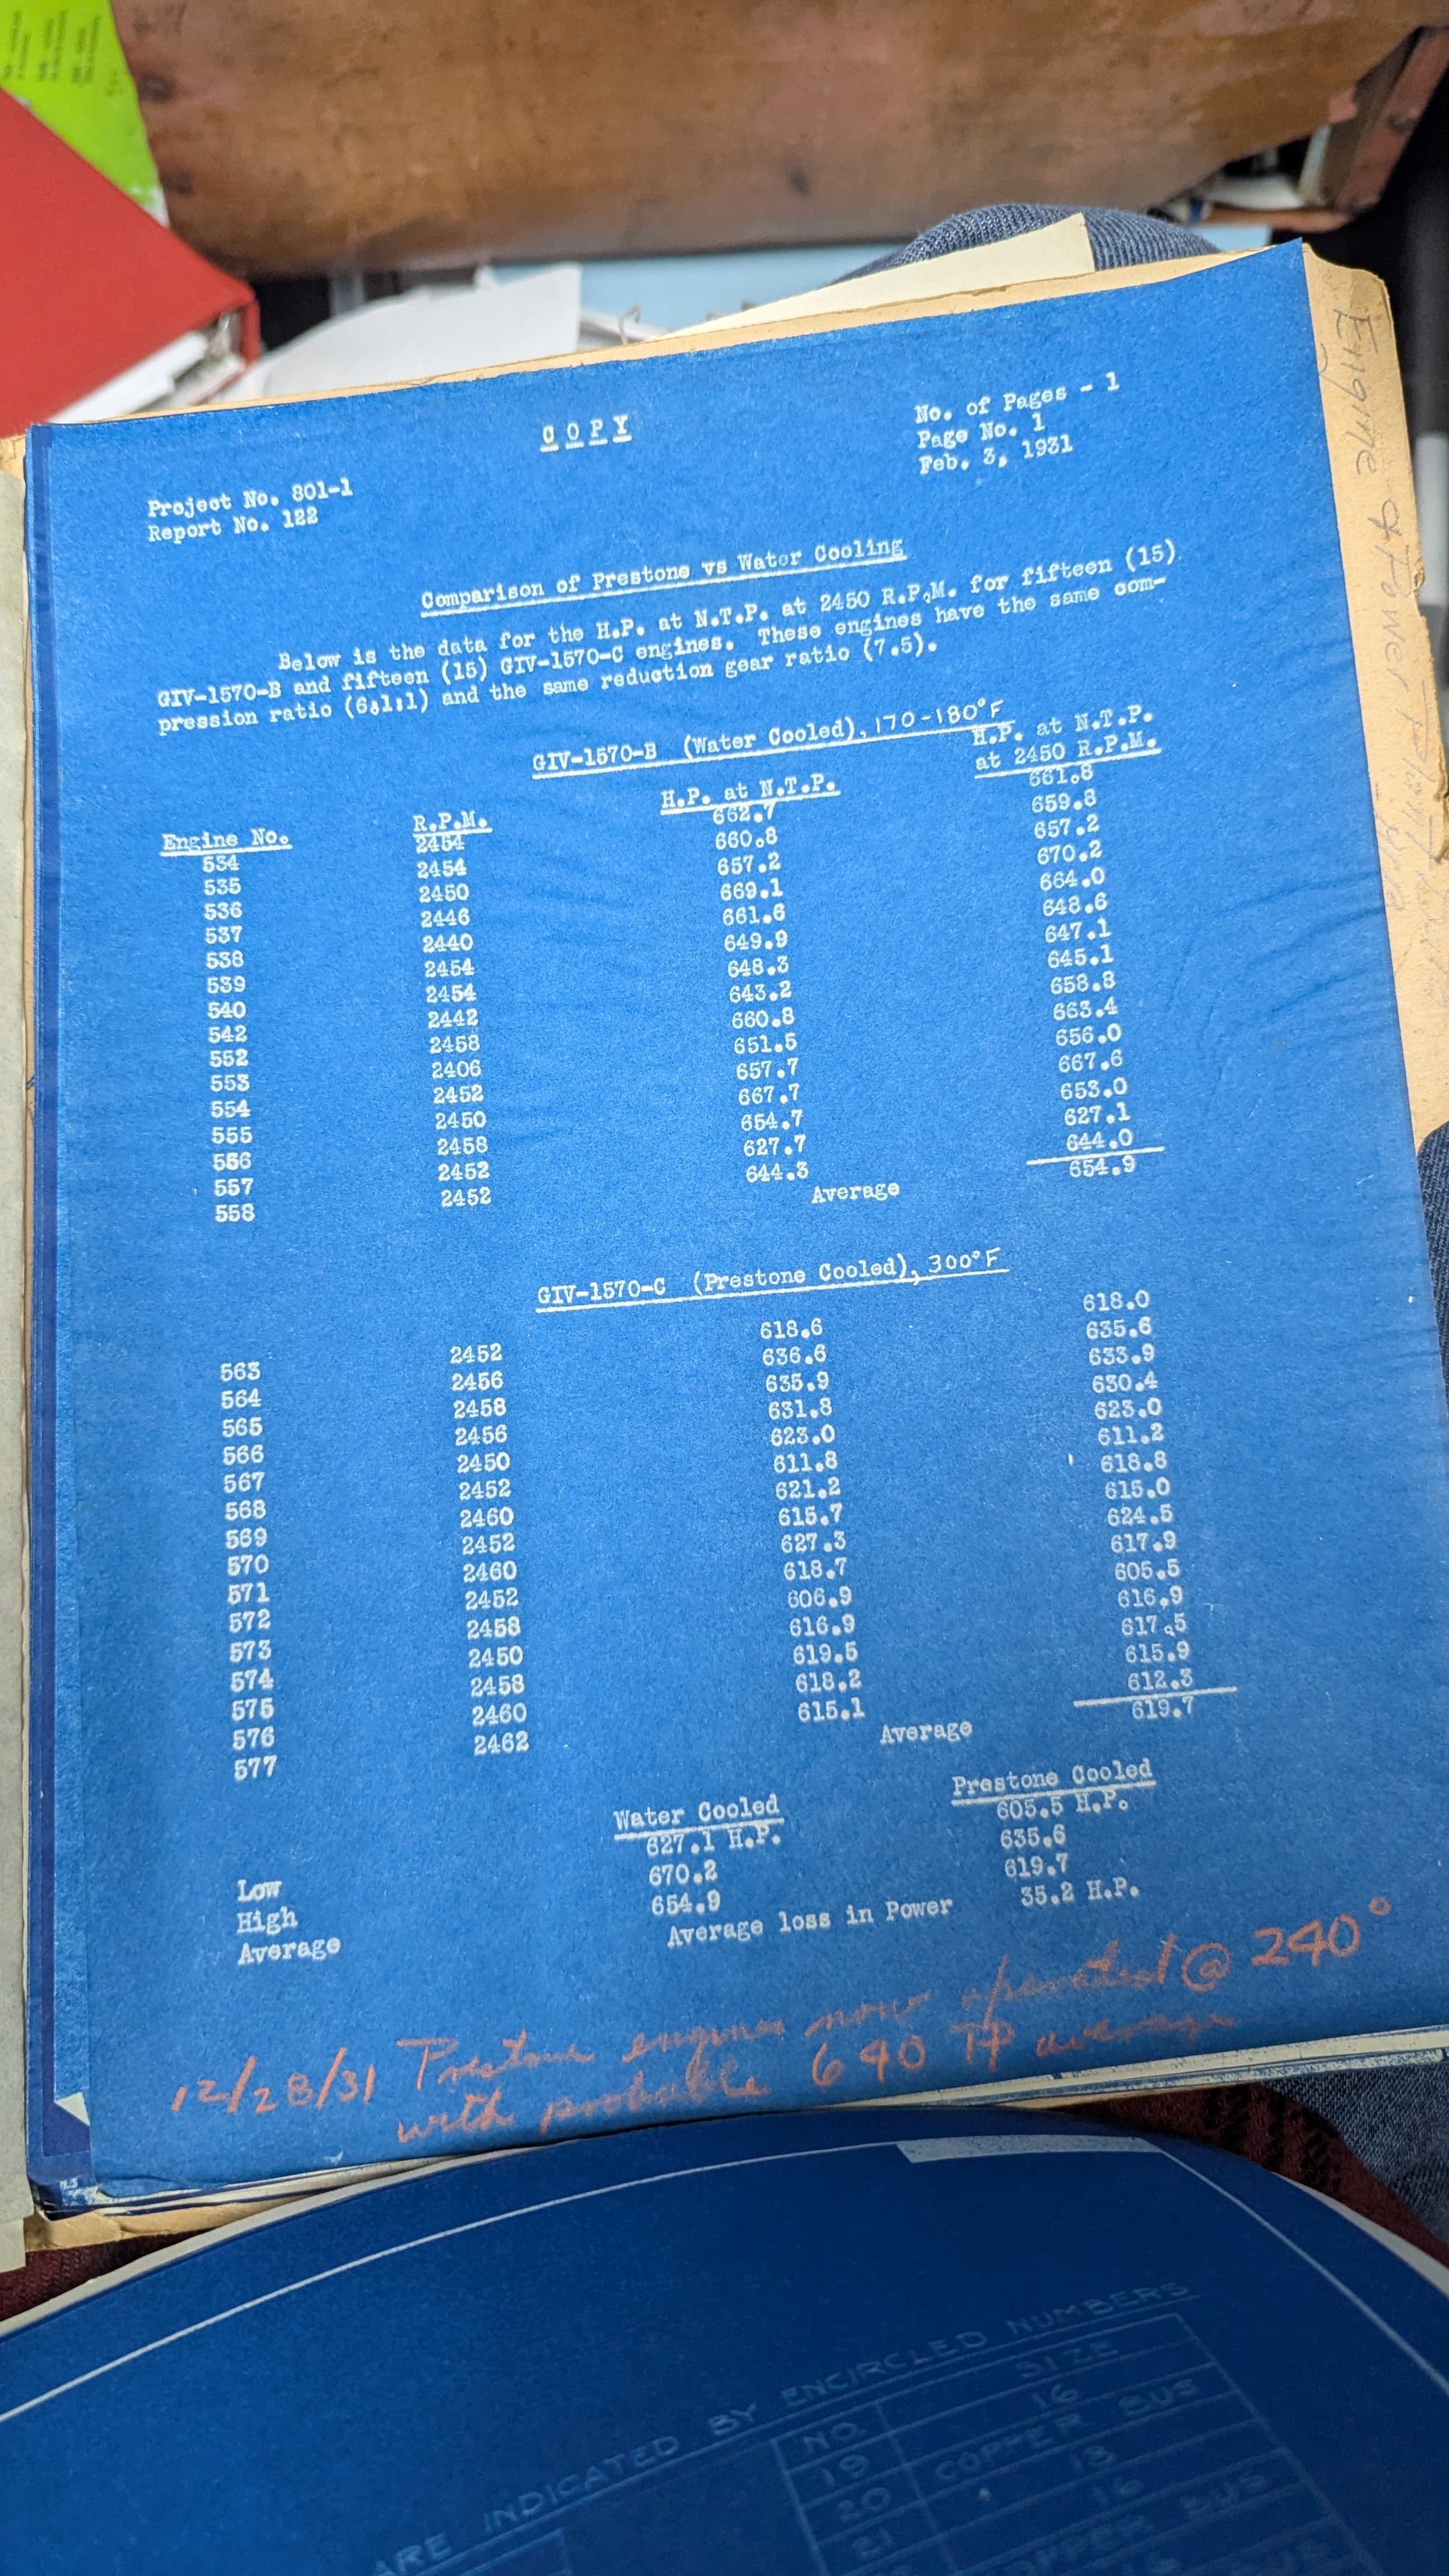 COPY
No. of Pages - 1
Page No. 1
Feb. 3, 1931
Project No. 801-1
Report No. 122
Comparison of Prestone vs Water Cooling
Below is the data for the H.P. at N.T.P. at 2450 R.P.M. for fifteen (15)
GIV-1570-B and fifteen (15) GIV-1570-C engines. These engines have the same com-
pression ratio (6.1:1) and the same reduction gear ratio (7.5).
GIV-1570-B (Water Cooled), 170-180°F
Engine No. R.P.M. H.P. at N.T.P. H.P. at N.T.P. at 2450 R.P.M.
534 2454 662.7 661.8
535 2454 660.8 659.8
536 2450 657.2 657.2
537 2446 669.1 670.2
538 2440 661.6 664.0
539 2454 649.9 648.6
540 2454 648.3 647.1
542 2442 643.2 645.1
552 2458 660.8 658.8
553 2406 651.5 663.4
554 2452 657.7 656.0
555 2450 667.7 667.6
556 2458 654.7 653.0
557 2452 627.7 627.1
558 2452 644.3 644.0
Average 654.9
GIV-1570-C (Prestone Cooled), 300°F
563 2452 618.6 618.0
564 2456 636.6 635.6
565 2458 635.9 633.9
566 2456 631.8 630.4
567 2450 623.0 623.0
568 2452 611.8 611.2
569 2460 621.2 618.8
570 2452 615.7 615.0
571 2460 627.3 624.5
572 2452 618.7 617.9
573 2458 606.9 605.5
574 2450 616.9 616.9
575 2458 619.5 617.5
576 2460 618.2 615.9
577 2462 615.1 612.3
Average 619.7
Water Cooled Prestone Cooled
Low 627.1 H.P. 605.5 H.P.
High 670.2 635.6
Average 654.9 619.7
Average loss in Power 35.2 H.P.
12/28/31 Prestone engines now operated @ 240°
with probable 640 HP average
Engine & Power Plant
ARE INDICATED BY ENCIRCLED NUMBERS
NO. SIZE
19 16
20 COPPER BUS
21 13
16
COPPER BUS
16